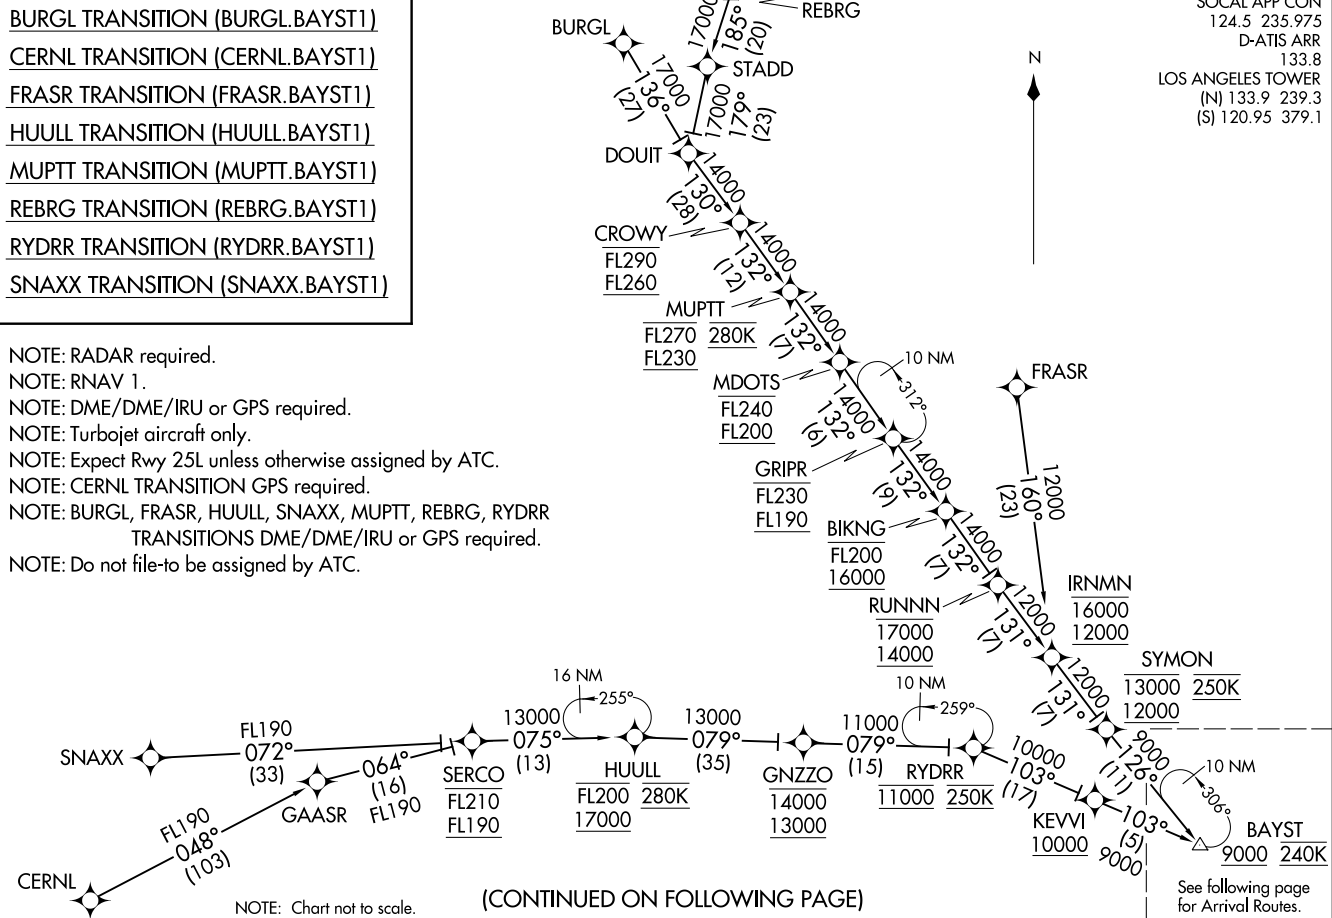 BURGL TRANSITION (BURGL.BAYST1)
CERNL TRANSITION (CERNL.BAYST1)
FRASR TRANSITION (FRASR.BAYST1)
HUULL TRANSITION (HUULL.BAYST1)
MUPTT TRANSITION (MUPTT.BAYST1)
REBRG TRANSITION (REBRG.BAYST1)
RYDRR TRANSITION (RYDRR.BAYST1)
SNAXX TRANSITION (SNAXX.BAYST1)
SOCAL APP CON
124.5 235.975
D-ATIS ARR
133.8
LOS ANGELES TOWER
(N) 133.9 239.3
(S) 120.95 379.1
N
REBRG
17000
185°
(20)
BURGL
STADD
17000
136°
(27)
17000
179°
(23)
DOUIT
14000
130°
(28)
CROWY
FL290
FL260
14000
132°
(12)
MUPTT
FL270 280K
FL230
14000
132°
(7)
MDOTS
FL240
FL200
10 NM
312°
14000
132°
(6)
GRIPR
FL230
FL190
14000
132°
(9)
BIKNG
FL200
16000
14000
132°
(7)
RUNNN
17000
14000
FRASR
12000
160°
(23)
12000
131°
(7)
IRNMN
16000
12000
12000
131°
(7)
SYMON
13000 250K
12000
9000
126°
(11)
10 NM
306°
BAYST
9000 240K
See following page
for Arrival Routes.
NOTE: RADAR required.
NOTE: RNAV 1.
NOTE: DME/DME/IRU or GPS required.
NOTE: Turbojet aircraft only.
NOTE: Expect Rwy 25L unless otherwise assigned by ATC.
NOTE: CERNL TRANSITION GPS required.
NOTE: BURGL, FRASR, HUULL, SNAXX, MUPTT, REBRG, RYDRR
TRANSITIONS DME/DME/IRU or GPS required.
NOTE: Do not file-to be assigned by ATC.
SNAXX
FL190
072°
(33)
CERNL
FL190
048°
(103)
GAASR
064°
(16)
FL190
SERCO
FL210
FL190
13000
075°
(13)
16 NM
255°
HUULL
FL200 280K
17000
13000
079°
(35)
GNZZO
14000
13000
11000
079°
(15)
10 NM
259°
RYDRR
11000 250K
10000
103°
(17)
KEVVI
10000
103°
(5)
9000
NOTE: Chart not to scale.
(CONTINUED ON FOLLOWING PAGE)